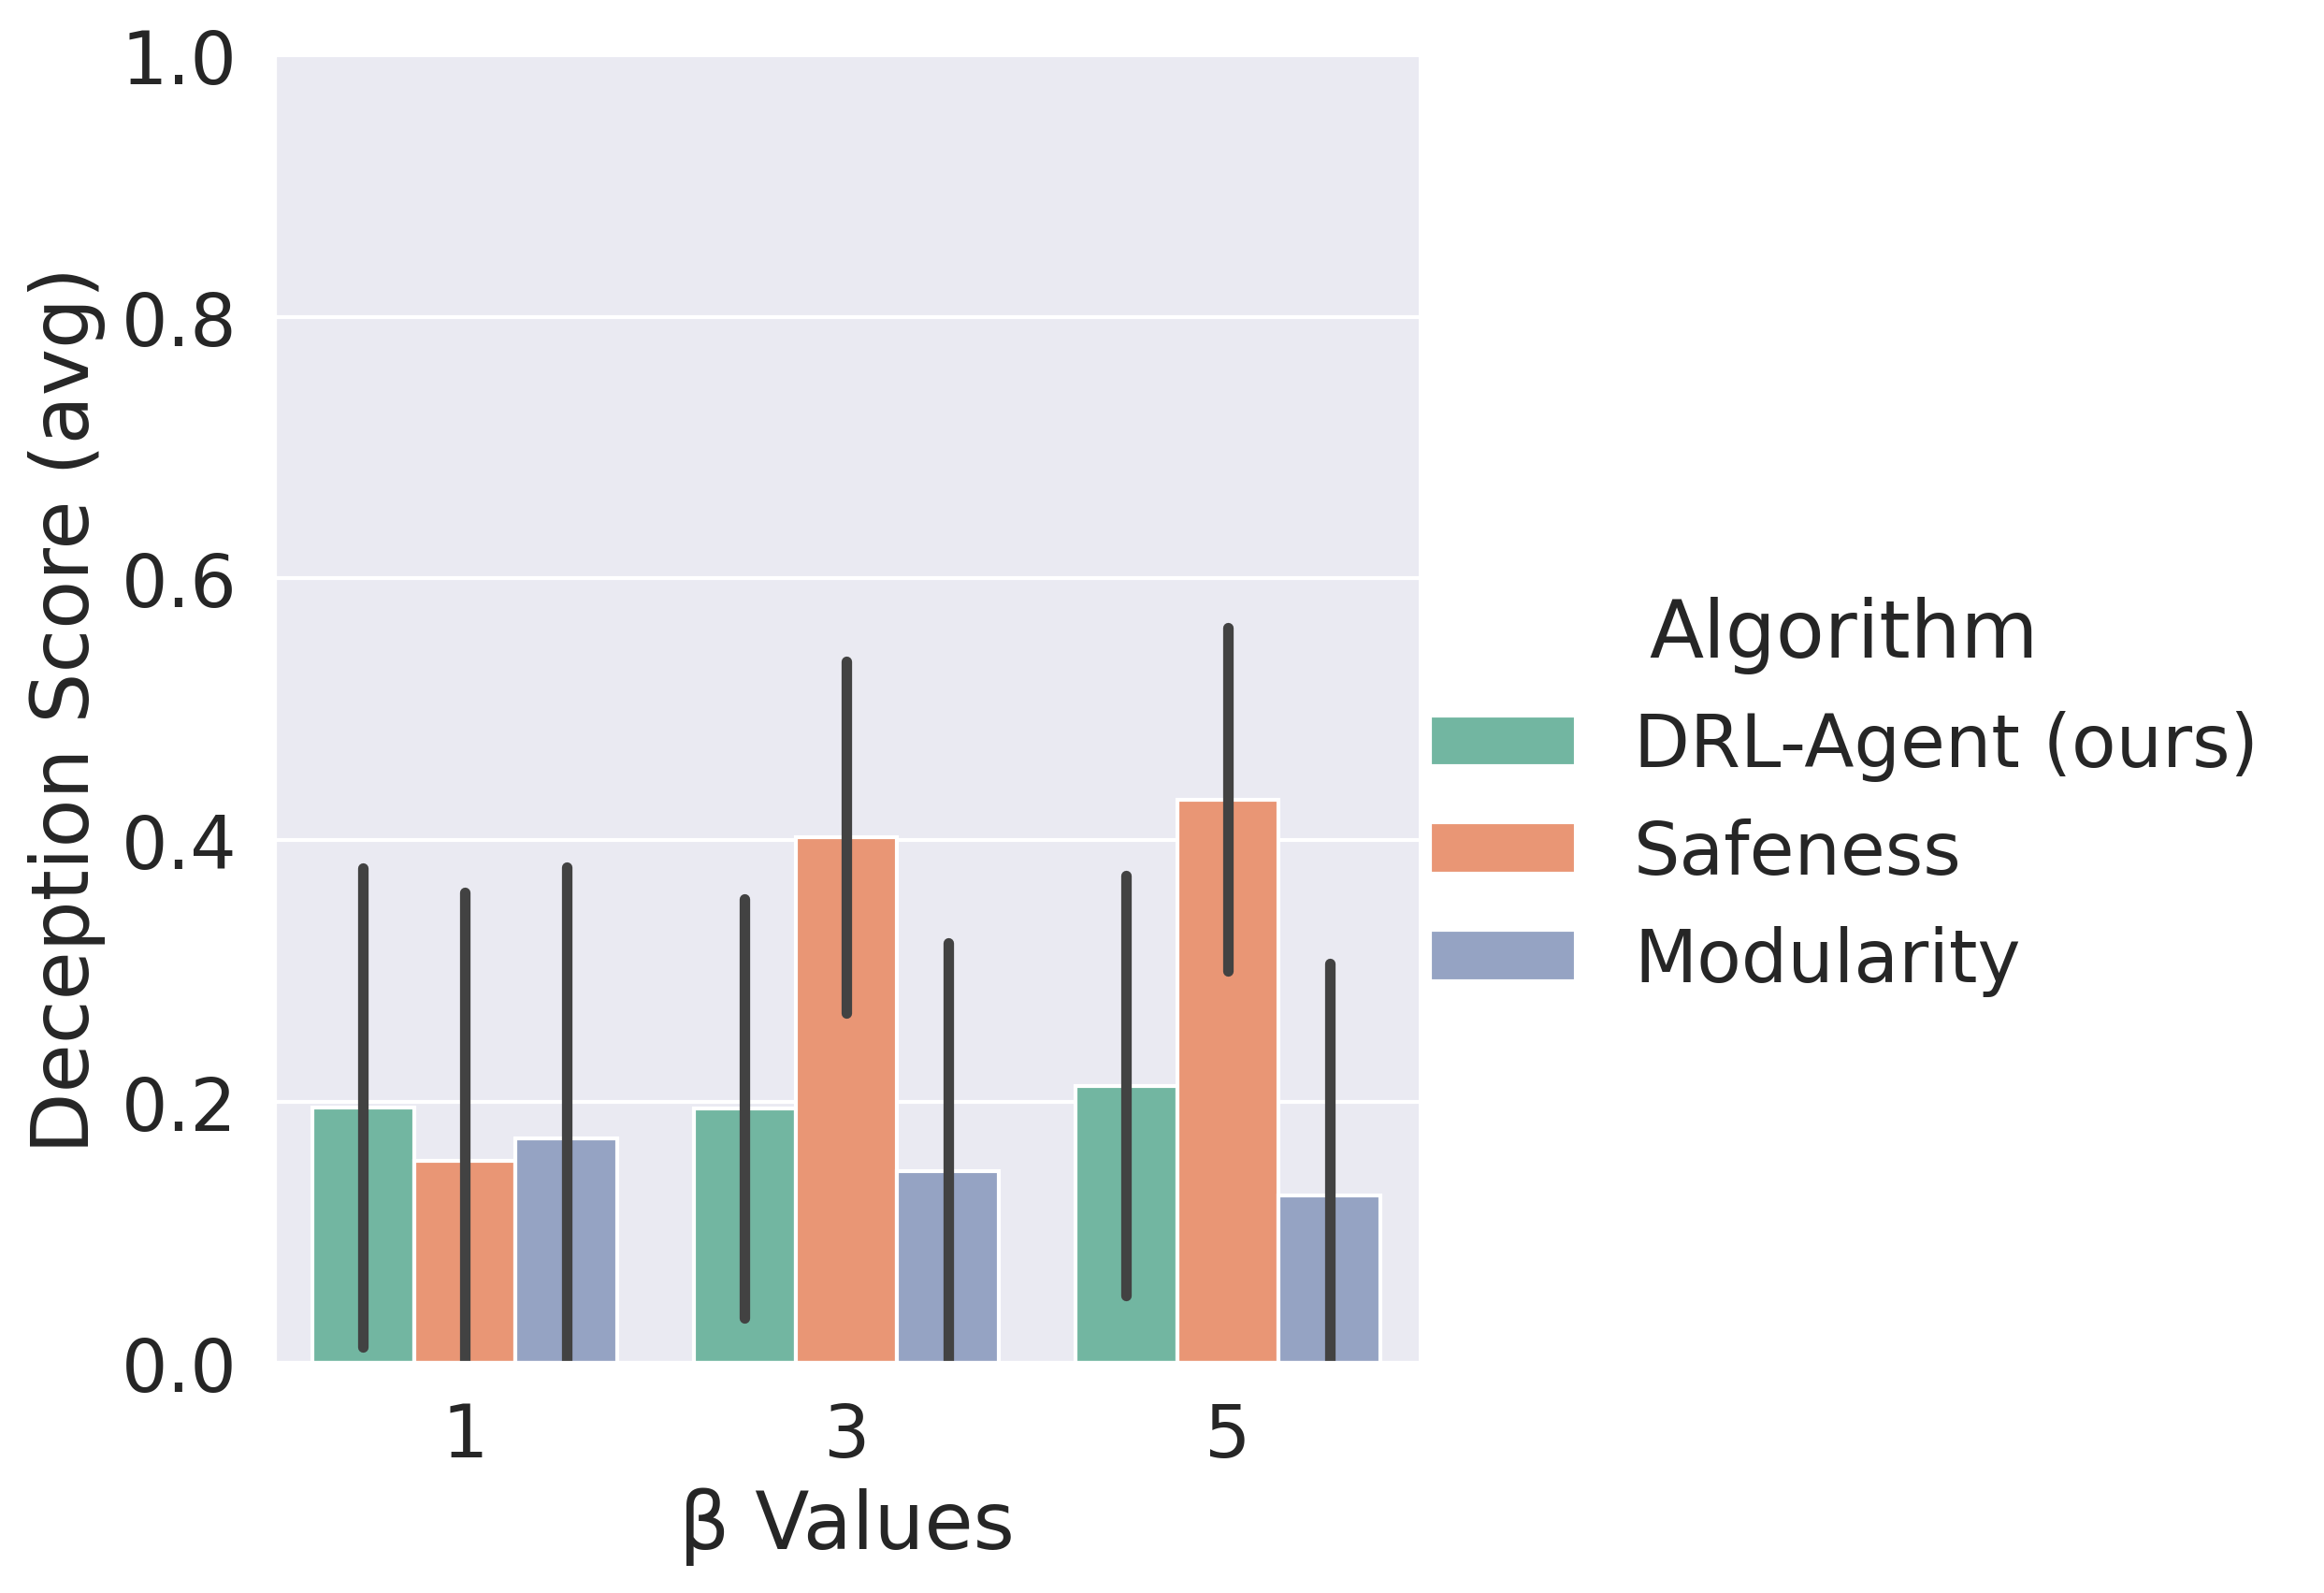 Deception Score (avg)
1.0
0.8
0.6
0.4
0.2
0.0
1 3 5
β Values
Algorithm
DRL-Agent (ours)
Safeness
Modularity